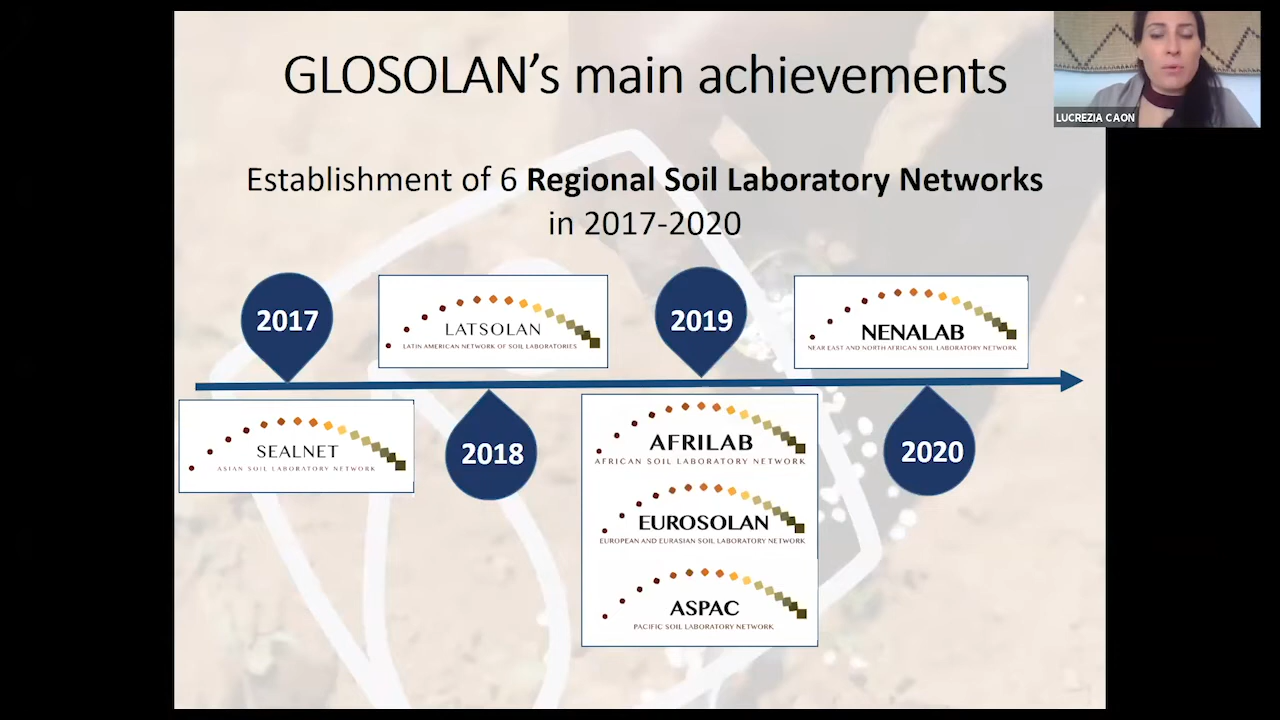 GLOSOLAN's main achievements
LUCREZIA CAON
Establishment of 6 Regional Soil Laboratory Networks
in 2017-2020
2017
LATSOLAN
LATIN AMERICAN NETWORK OF SOIL LABORATORIES
2019
NENALAB
NEAR EAST AND NORTH AFRICAN SOIL LABORATORY NETWORK
SEALNET
ASIAN SOIL LABORATORY NETWORK
2018
AFRILAB
AFRICAN SOIL LABORATORY NETWORK
EUROSOLAN
EUROPEAN AND EURASIAN SOIL LABORATORY NETWORK
ASPAC
PACIFIC SOIL LABORATORY NETWORK
2020